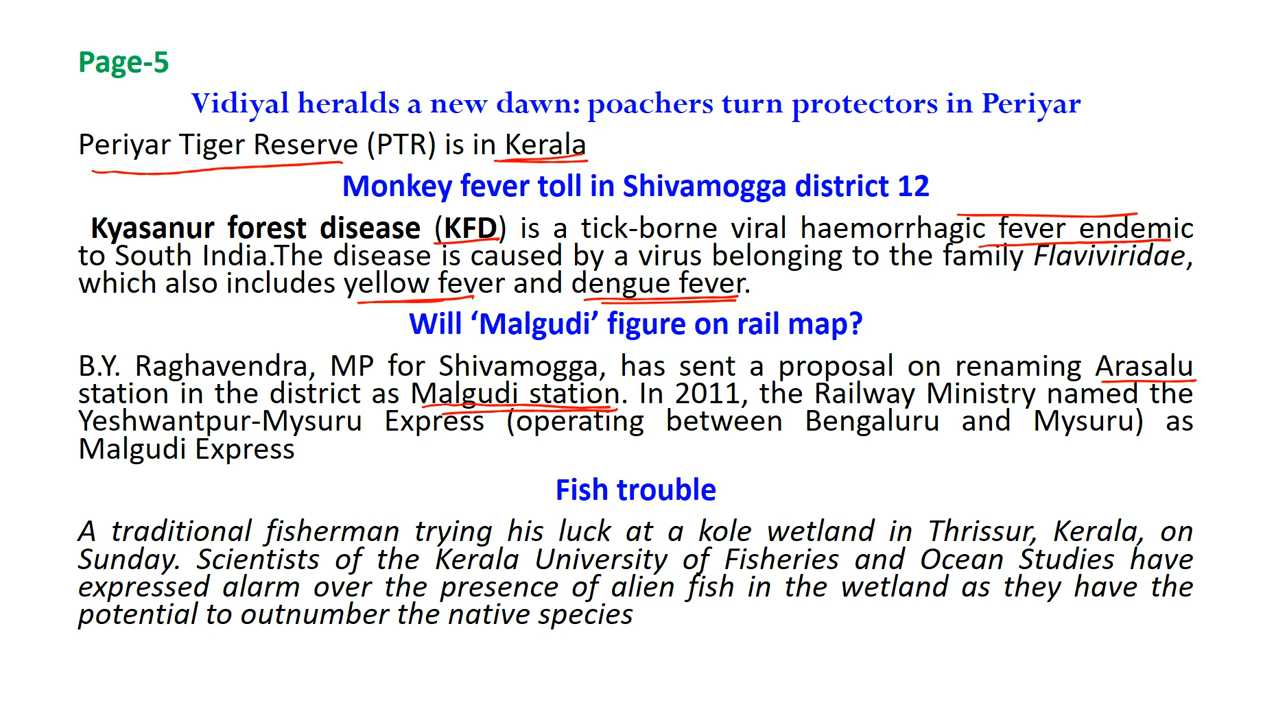 Page-5
Vidiyal heralds a new dawn: poachers turn protectors in Periyar
Periyar Tiger Reserve (PTR) is in Kerala
Monkey fever toll in Shivamogga district 12
Kyasanur forest disease (KFD) is a tick-borne viral haemorrhagic fever endemic
to South India.The disease is caused by a virus belonging to the family Flaviviridae,
which also includes yellow fever and dengue fever.
Will ‘Malgudi’ figure on rail map?
B.Y. Raghavendra, MP for Shivamogga, has sent a proposal on renaming Arasalu
station in the district as Malgudi station. In 2011, the Railway Ministry named the
Yeshwantpur-Mysuru Express (operating between Bengaluru and Mysuru) as
Malgudi Express
Fish trouble
A traditional fisherman trying his luck at a kole wetland in Thrissur, Kerala, on
Sunday. Scientists of the Kerala University of Fisheries and Ocean Studies have
expressed alarm over the presence of alien fish in the wetland as they have the
potential to outnumber the native species